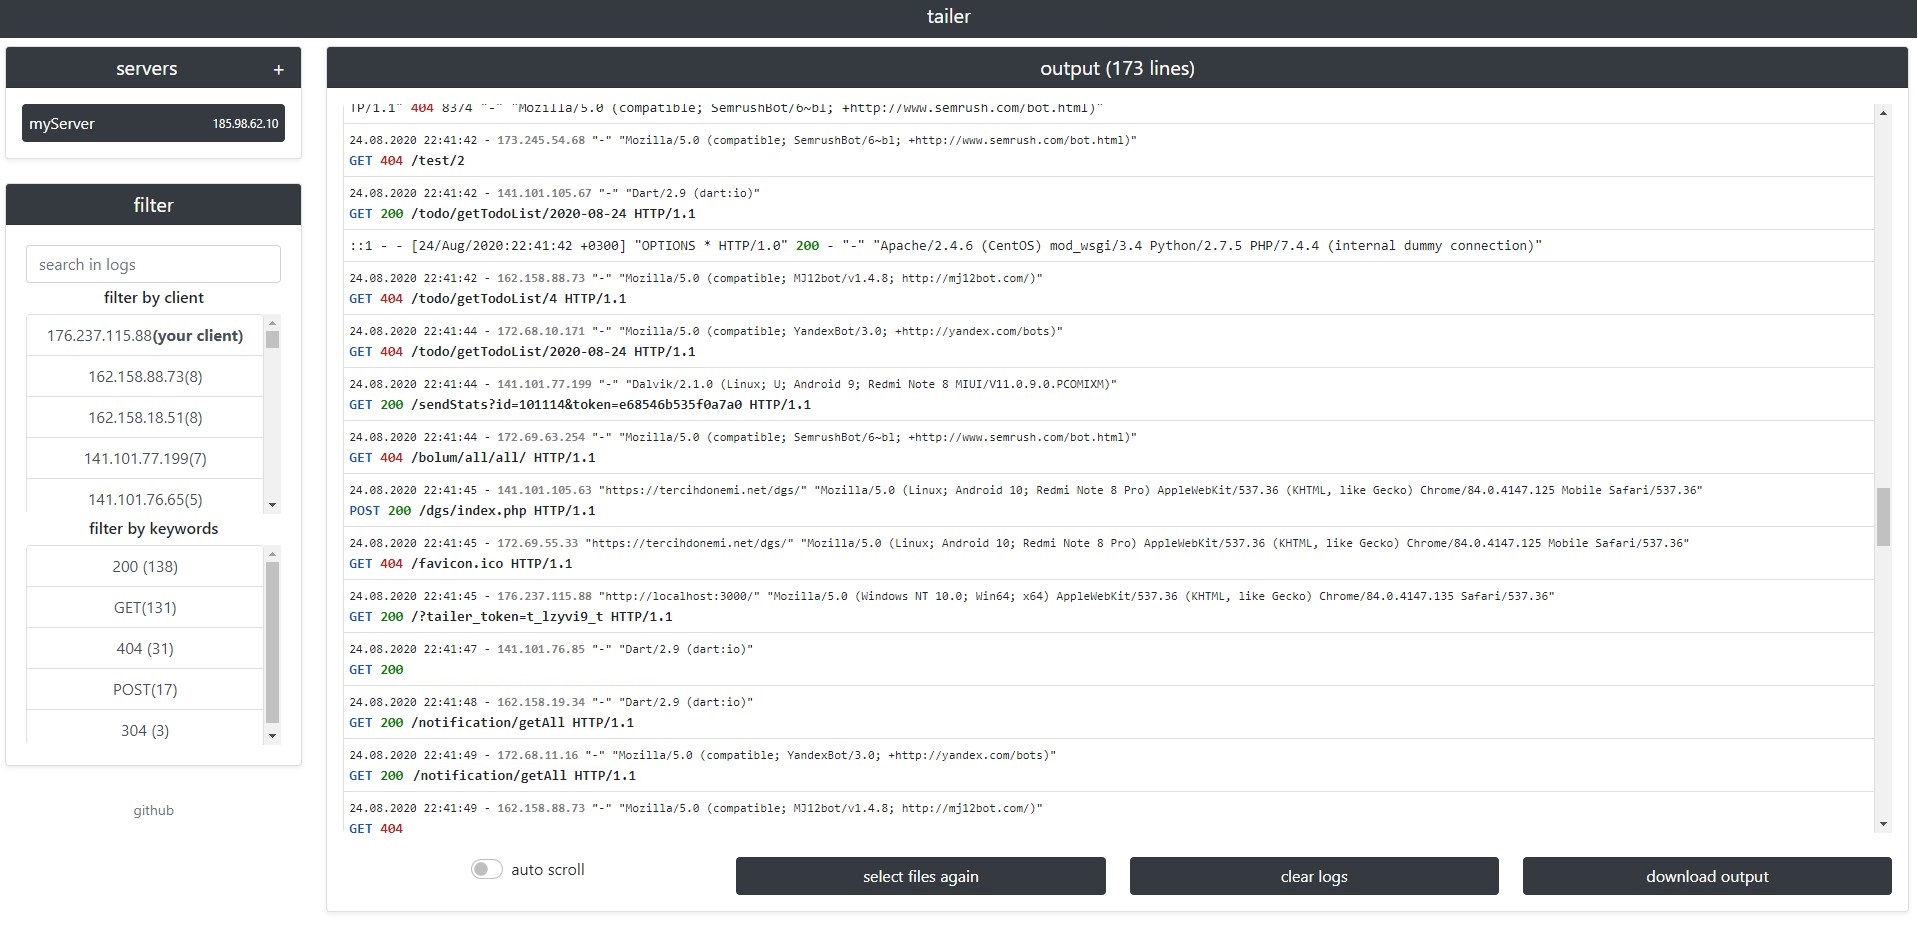 tailer
servers +
myServer 185.98.62.10
filter
search in logs
filter by client
176.237.115.88(your client)
162.158.88.73(8)
162.158.18.51(8)
141.101.77.199(7)
141.101.76.65(5)
filter by keywords
200 (138)
GET(131)
404 (31)
POST(17)
304 (3)
github
output (173 lines)
TP/1.1" 404 8374 "-" "Mozilla/5.0 (compatible; SemrushBot/6~bl; +http://www.semrush.com/bot.html)"
24.08.2020 22:41:42 - 173.245.54.68 "-" "Mozilla/5.0 (compatible; SemrushBot/6~bl; +http://www.semrush.com/bot.html)"
GET 404 /test/2
24.08.2020 22:41:42 - 141.101.105.67 "-" "Dart/2.9 (dart:io)"
GET 200 /todo/getTodoList/2020-08-24 HTTP/1.1
::1 - - [24/Aug/2020:22:41:42 +0300] "OPTIONS * HTTP/1.0" 200 - "-" "Apache/2.4.6 (CentOS) mod_wsgi/3.4 Python/2.7.5 PHP/7.4.4 (internal dummy connection)"
24.08.2020 22:41:42 - 162.158.88.73 "-" "Mozilla/5.0 (compatible; MJ12bot/v1.4.8; http://mj12bot.com/)"
GET 404 /todo/getTodoList/4 HTTP/1.1
24.08.2020 22:41:44 - 172.68.10.171 "-" "Mozilla/5.0 (compatible; YandexBot/3.0; +http://yandex.com/bots)"
GET 404 /todo/getTodoList/2020-08-24 HTTP/1.1
24.08.2020 22:41:44 - 141.101.77.199 "-" "Dalvik/2.1.0 (Linux; U; Android 9; Redmi Note 8 MIUI/V11.0.9.0.PCOMIXM)"
GET 200 /sendStats?id=101114&token=e68546b535f0a7a0 HTTP/1.1
24.08.2020 22:41:44 - 172.69.63.254 "-" "Mozilla/5.0 (compatible; SemrushBot/6~bl; +http://www.semrush.com/bot.html)"
GET 404 /bolum/all/all/ HTTP/1.1
24.08.2020 22:41:45 - 141.101.105.63 "https://tercihdonemi.net/dgs/" "Mozilla/5.0 (Linux; Android 10; Redmi Note 8 Pro) AppleWebKit/537.36 (KHTML, like Gecko) Chrome/84.0.4147.125 Mobile Safari/537.36"
POST 200 /dgs/index.php HTTP/1.1
24.08.2020 22:41:45 - 172.69.55.33 "https://tercihdonemi.net/dgs/" "Mozilla/5.0 (Linux; Android 10; Redmi Note 8 Pro) AppleWebKit/537.36 (KHTML, like Gecko) Chrome/84.0.4147.125 Mobile Safari/537.36"
GET 404 /favicon.ico HTTP/1.1
24.08.2020 22:41:45 - 176.237.115.88 "http://localhost:3000/" "Mozilla/5.0 (Windows NT 10.0; Win64; x64) AppleWebKit/537.36 (KHTML, like Gecko) Chrome/84.0.4147.135 Safari/537.36"
GET 200 /?tailer_token=t_lzyvi9_t HTTP/1.1
24.08.2020 22:41:47 - 141.101.76.85 "-" "Dart/2.9 (dart:io)"
GET 200
24.08.2020 22:41:48 - 162.158.19.34 "-" "Dart/2.9 (dart:io)"
GET 200 /notification/getAll HTTP/1.1
24.08.2020 22:41:49 - 172.68.11.16 "-" "Mozilla/5.0 (compatible; YandexBot/3.0; +http://yandex.com/bots)"
GET 200 /notification/getAll HTTP/1.1
24.08.2020 22:41:49 - 162.158.88.73 "-" "Mozilla/5.0 (compatible; MJ12bot/v1.4.8; http://mj12bot.com/)"
GET 404
auto scroll
select files again
clear logs
download output